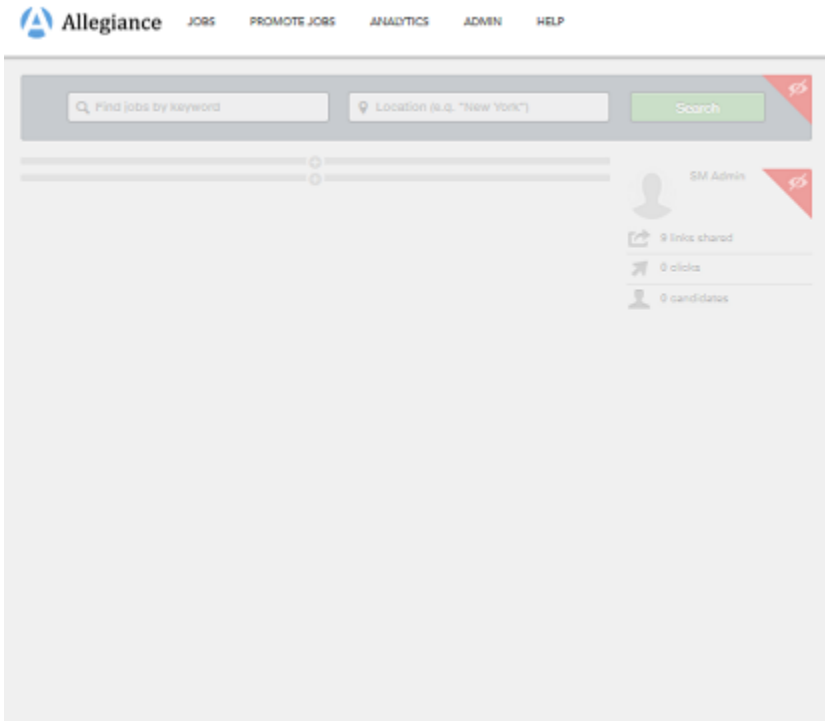 Allegiance JOBS PROMOTE JOBS ANALYTICS ADMIN HELP
Find jobs by keyword Location (e.g. "New York") Search
SM Admin
9 links shared
0 clicks
0 candidates